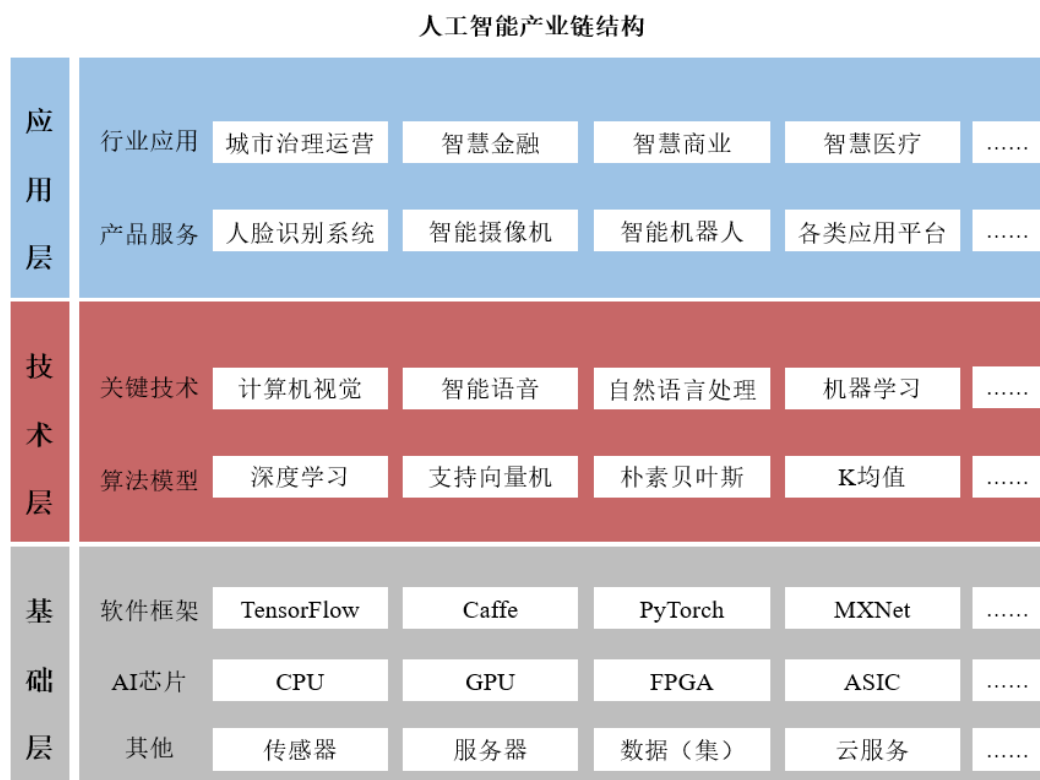 人工智能产业链结构
应用层
行业应用 城市治理运营 智慧金融 智慧商业 智慧医疗 ……
产品服务 人脸识别系统 智能摄像机 智能机器人 各类应用平台 ……
技术层
关键技术 计算机视觉 智能语音 自然语言处理 机器学习 ……
算法模型 深度学习 支持向量机 朴素贝叶斯 K均值 ……
基础层
软件框架 TensorFlow Caffe PyTorch MXNet ……
AI芯片 CPU GPU FPGA ASIC ……
其他 传感器 服务器 数据（集） 云服务 ……